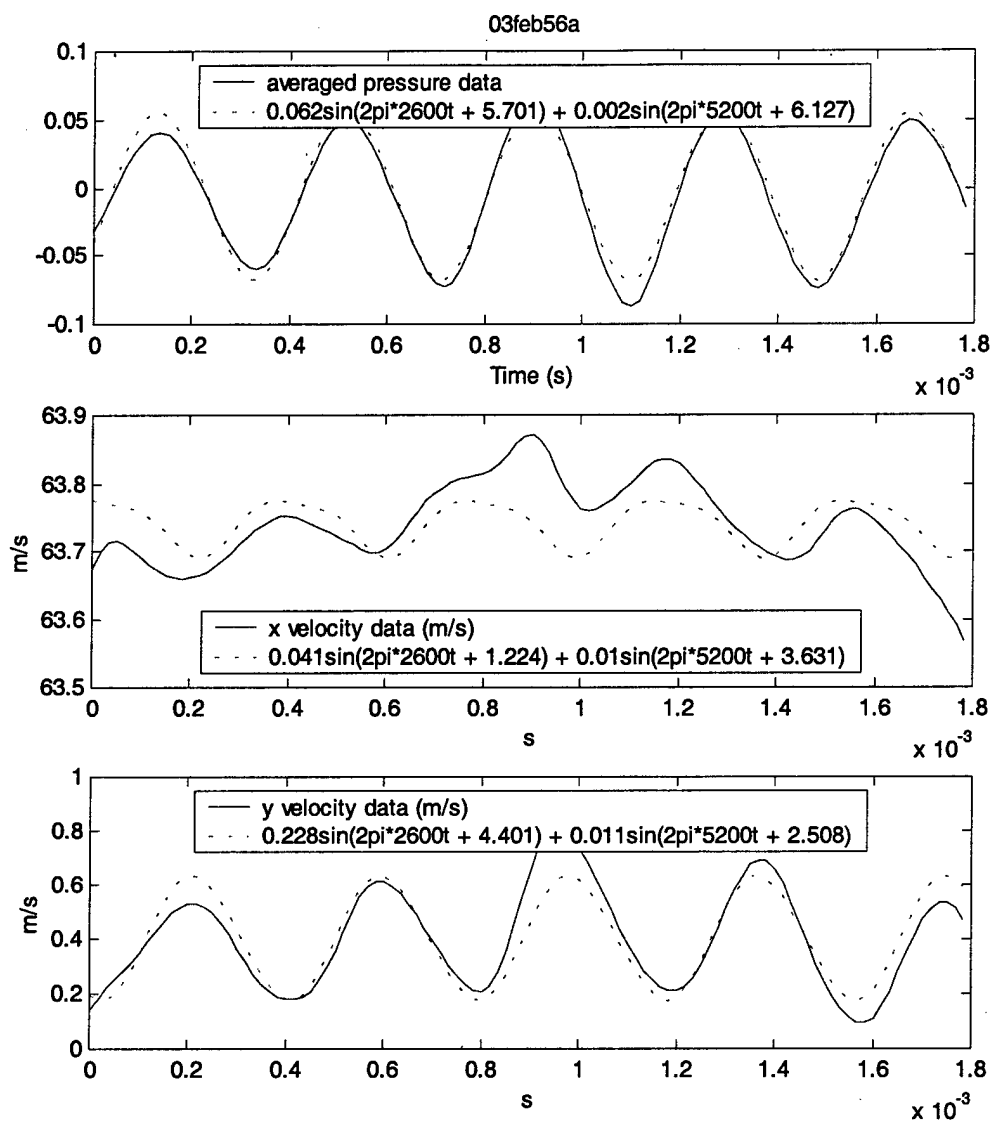 03feb56a
0.1
averaged pressure data
0.062sin(2pi*2600t + 5.701) + 0.002sin(2pi*5200t + 6.127)
0.05
0
-0.05
-0.1
0 0.2 0.4 0.6 0.8 1 1.2 1.4 1.6 1.8
Time (s)
x 10-3
63.9
63.8
63.7
63.6
63.5
m/s
x velocity data (m/s)
0.041sin(2pi*2600t + 1.224) + 0.01sin(2pi*5200t + 3.631)
0 0.2 0.4 0.6 0.8 1 1.2 1.4 1.6 1.8
s
x 10-3
1
y velocity data (m/s)
0.228sin(2pi*2600t + 4.401) + 0.011sin(2pi*5200t + 2.508)
0.8
0.6
0.4
0.2
0
m/s
0 0.2 0.4 0.6 0.8 1 1.2 1.4 1.6 1.8
s
x 10-3